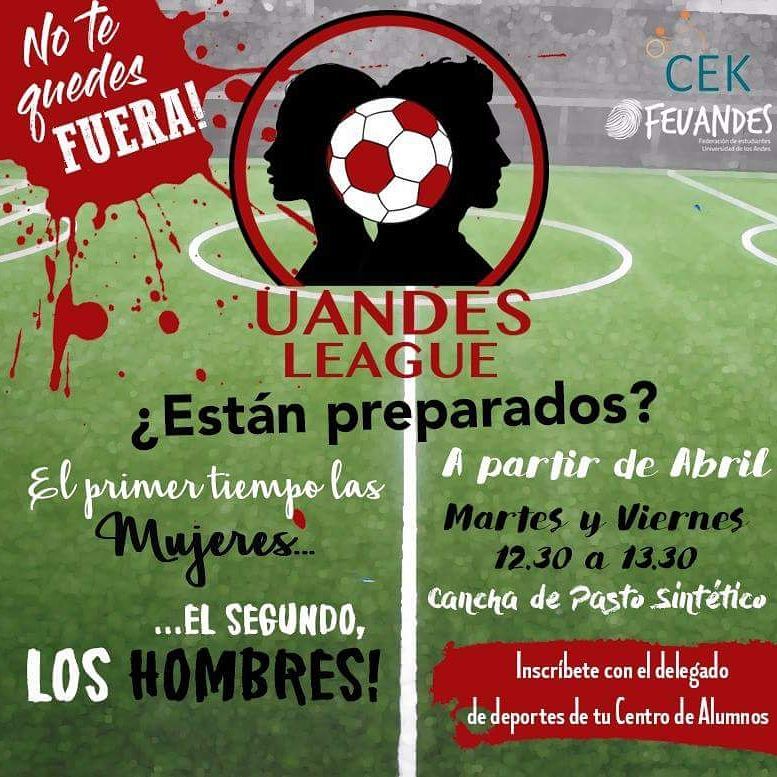 No te
quedes
FUERA!
CEK
FEUANDES
Federación de estudiantes
Universidad de los Andes
UANDES
LEAGUE
¿Están preparados?
El primer tiempo las
Mujeres...
...EL SEGUNDO,
LOS HOMBRES!
A partir de Abril
Martes y Viernes
12.30 a 13.30
Cancha de Pasto Sintético
Inscríbete con el delegado
de deportes de tu Centro de Alumnos